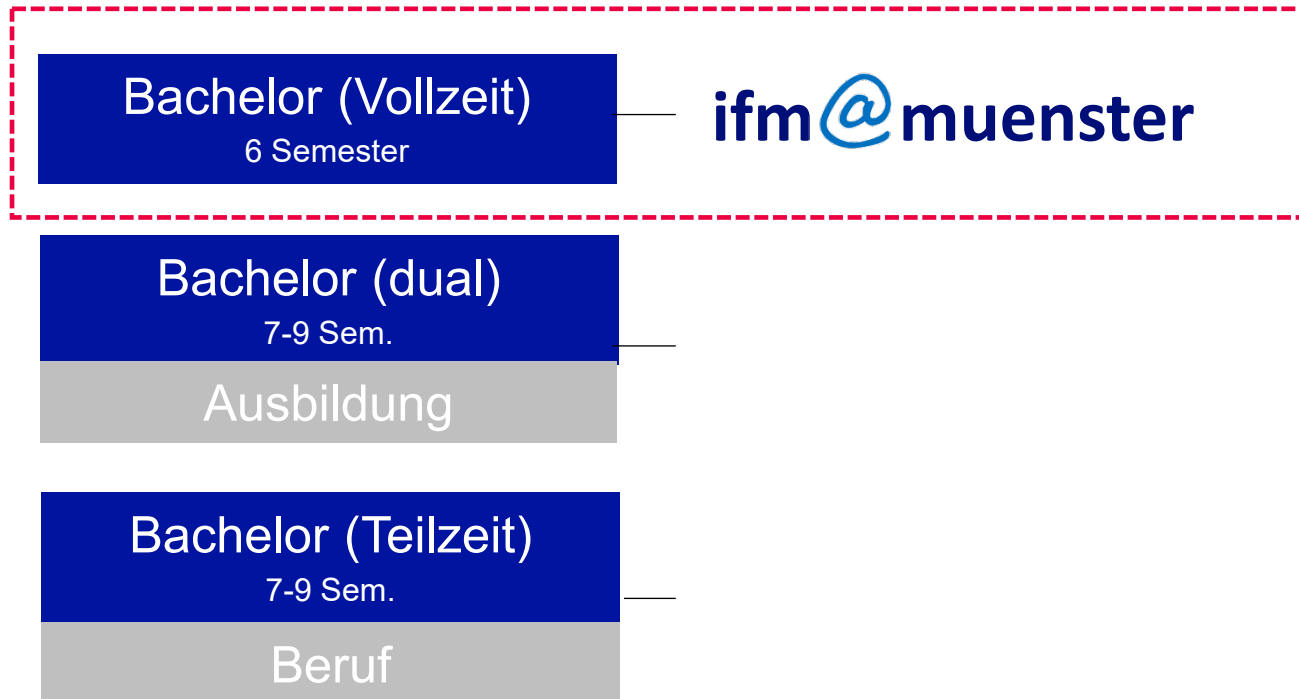 Bachelor (Vollzeit)
6 Semester
ifm@muenster
Bachelor (dual)
7-9 Sem.
Ausbildung
Bachelor (Teilzeit)
7-9 Sem.
Beruf